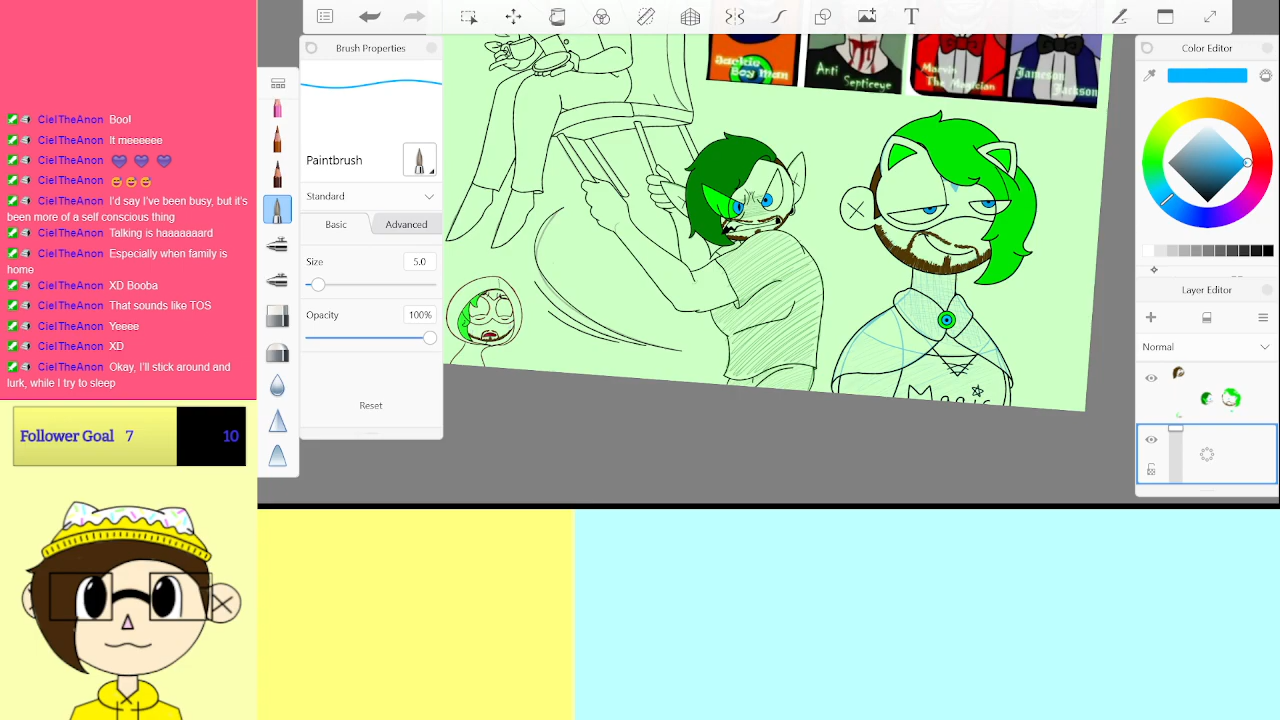 CielTheAnon Boo!
CielTheAnon It meeeeee
CielTheAnon
CielTheAnon
CielTheAnon I'd say I've been busy, but it's
been more of a self conscious thing
CielTheAnon Talking is haaaaaard
CielTheAnon Especially when family is
home
CielTheAnon XD Booba
CielTheAnon That sounds like TOS
CielTheAnon Yeeee
CielTheAnon XD
CielTheAnon Okay, I'll stick around and
lurk, while I try to sleep
Follower Goal 7 10
Brush Properties
Paintbrush
Standard
Basic Advanced
Size 5.0
Opacity 100%
Reset
Jackie
Boy Man
Anti
Septiceye
Marvin
The Magician
Jameson
Jackson
Magic
T
Color Editor
Layer Editor
Normal